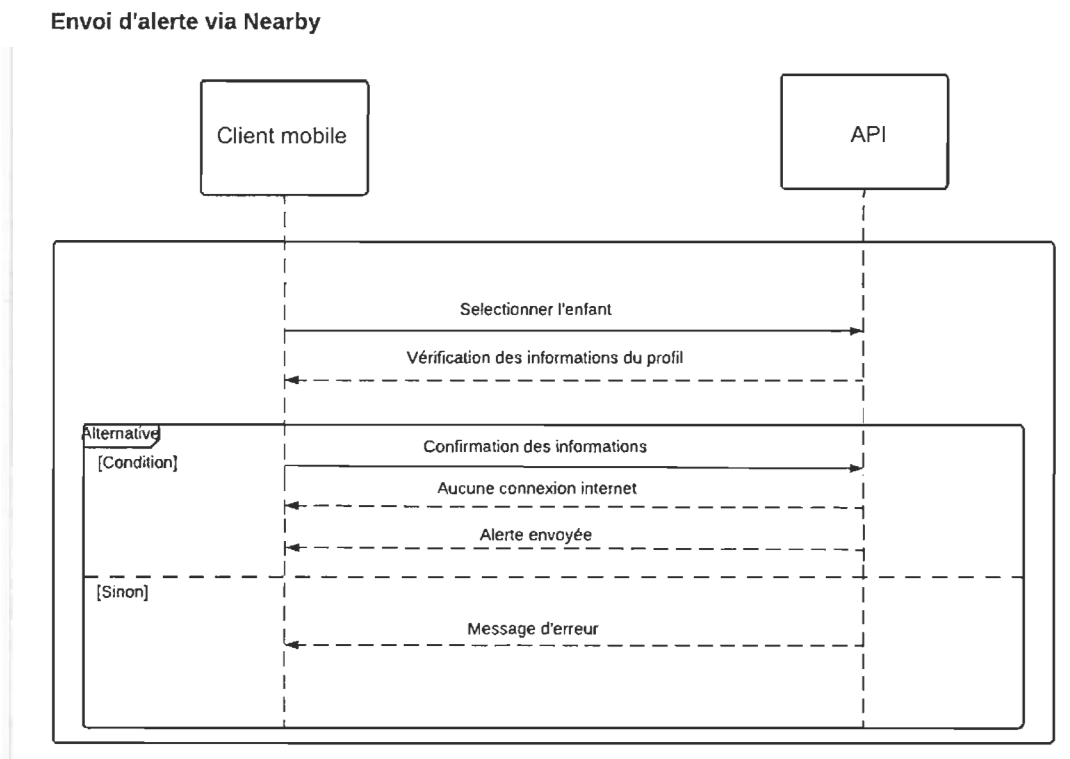 Envoi d'alerte via Nearby
Client mobile
API
Selectionner l'enfant
Vérification des informations du profil
Alternative
Confirmation des informations
[Condition]
Aucune connexion internet
Alerte envoyée
[Sinon]
Message d'erreur